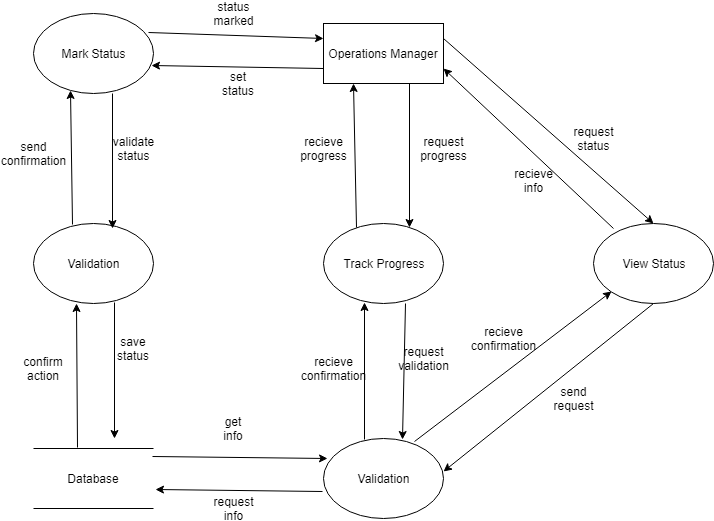 status
marked
Mark Status
Operations Manager
set
status
send
confirmation
validate
status
recieve
progress
request
progress
request
status
recieve
info
Validation
Track Progress
View Status
confirm
action
save
status
recieve
confirmation
request
validation
recieve
confirmation
send
request
get
info
Database
Validation
request
info